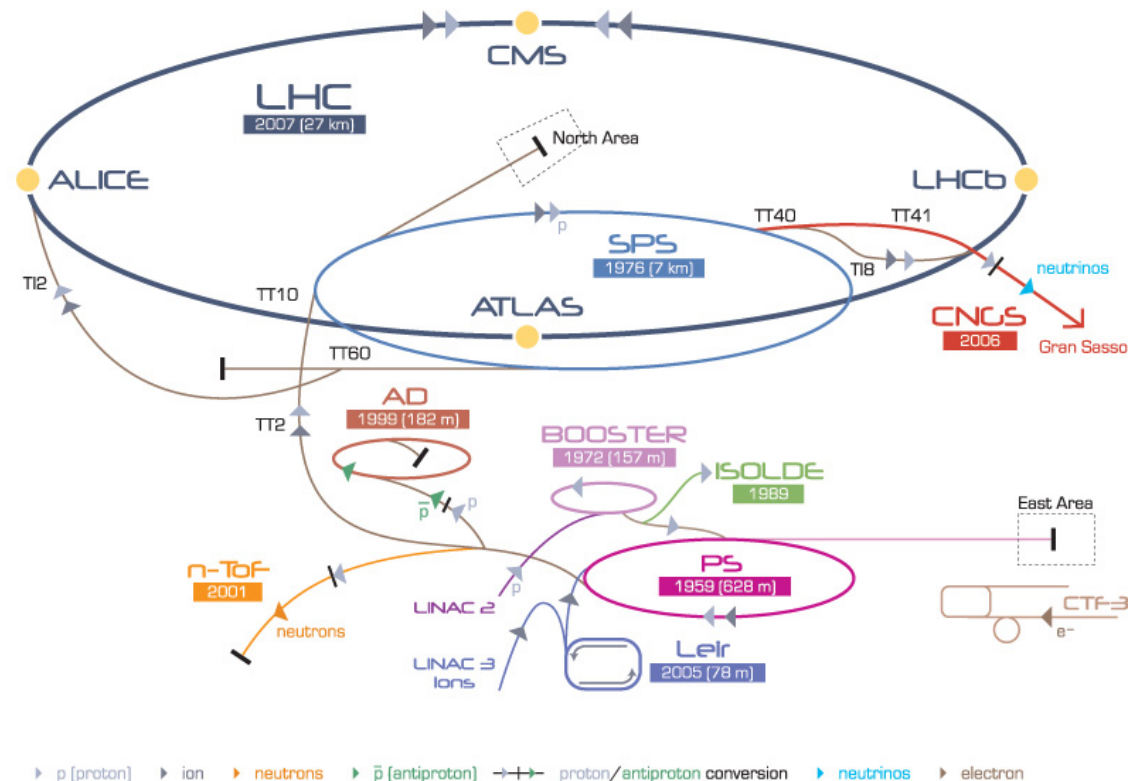 CMS
LHC
2007 (27 km)
North Area
ALICE
LHCb
TT40
TT41
SPS
1976 (7 km)
p
TI8
neutrinos
TI2
TT10
ATLAS
CNGS
2006
Gran Sasso
TT60
AD
1999 (182 m)
TT2
BOOSTER
1972 (157 m)
ISOLDE
1989
p̅
p
East Area
n-ToF
2001
PS
1959 (628 m)
LINAC 2
p
CTF-3
e-
neutrons
LINAC 3
Ions
Leir
2005 (78 m)
p (proton)
ion
neutrons
p̅ (antiproton)
proton/antiproton conversion
neutrinos
electron